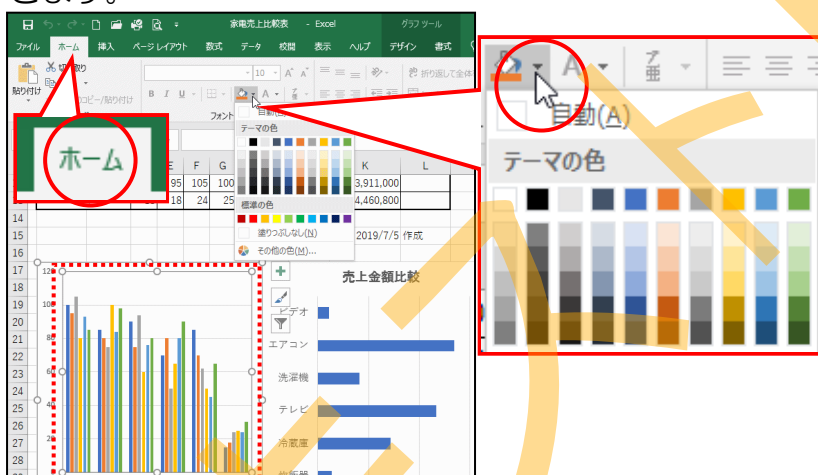 家電売上比較表 - Excel
グラフ ツール
ファイル ホーム 挿入 ページ レイアウト 数式 データ 校閲 表示 ヘルプ デザイン 書式
貼り付け
コピー/貼り付け
10
折り返して全体
B I U
フォント
自動(A)
テーマの色
標準の色
塗りつぶしなし(N)
その他の色(M)...
ホーム
E F G K L
95 105 100 3,911,000
18 24 25 4,460,800
14
15 2019/7/5 作成
16
17
18
19
20
21
22
23
24
25
26
27
28
120
80
60
40
20
売上金額比較
ビデオ
エアコン
洗濯機
テレビ
冷蔵庫
自動(A)
テーマの色